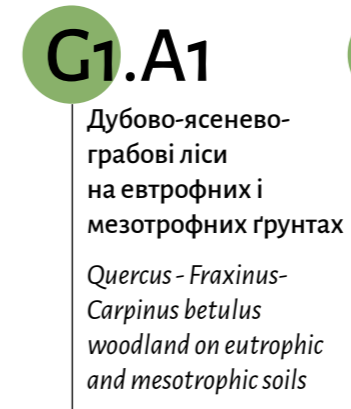 G1.A1
Дубово-ясенево-
грабові ліси
на евтрофних і
мезотрофних ґрунтах
Quercus - Fraxinus-
Carpinus betulus
woodland on eutrophic
and mesotrophic soils